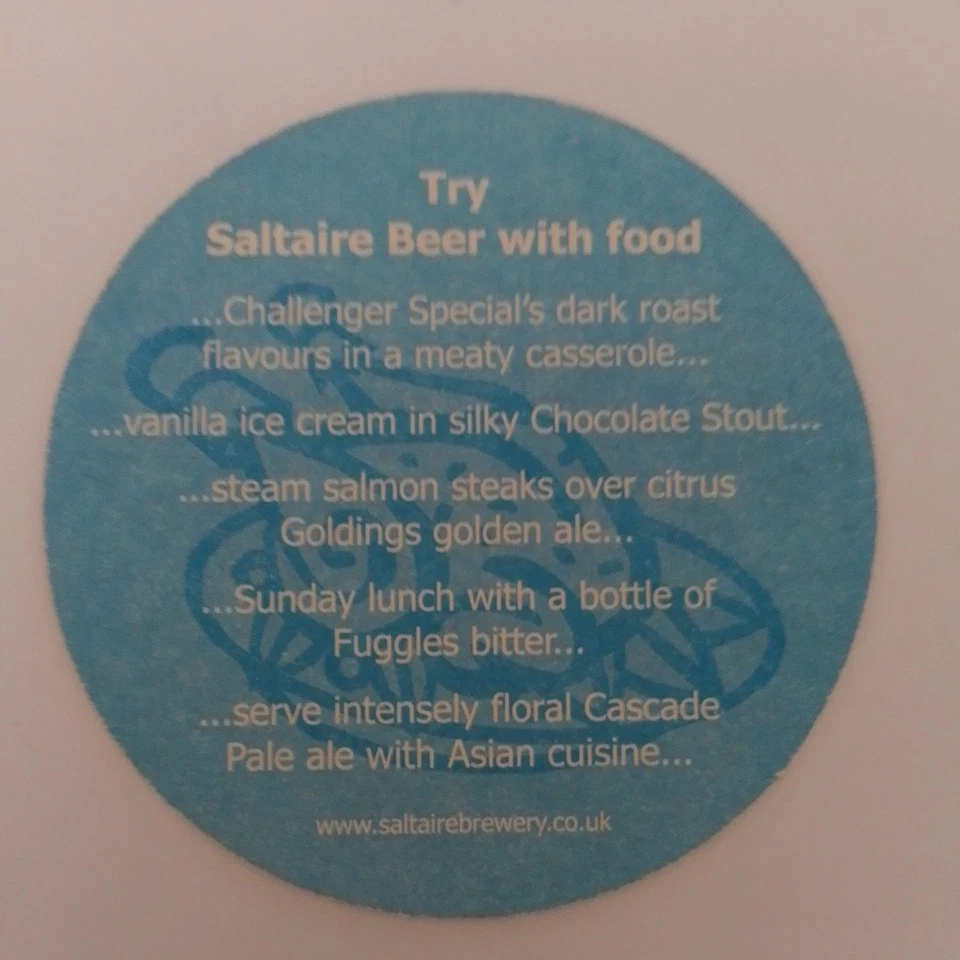 Try
Saltaire Beer with food
...Challenger Special's dark roast
flavours in a meaty casserole...
...vanilla ice cream in silky Chocolate Stout...
...steam salmon steaks over citrus
Goldings golden ale...
...Sunday lunch with a bottle of
Fuggles bitter...
...serve intensely floral Cascade
Pale ale with Asian cuisine...
www.saltairebrewery.co.uk